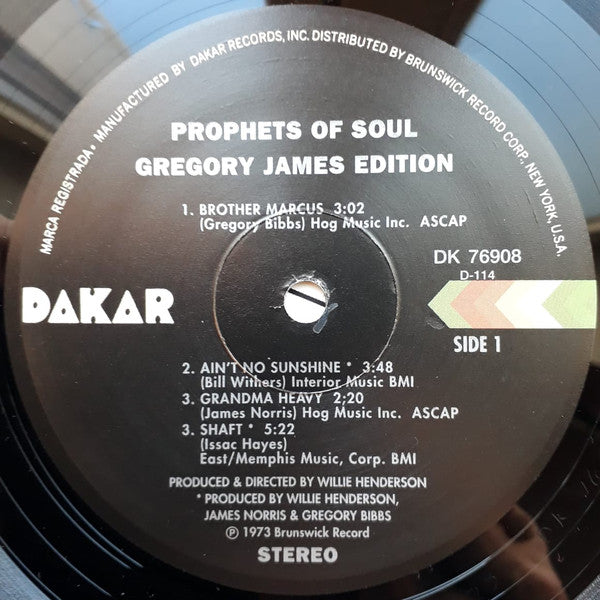 MARCA REGISTRADA • MANUFACTURED BY DAKAR RECORDS, INC. DISTRIBUTED BY BRUNSWICK RECORD CORP. NEW YORK, U.S.A.
PROPHETS OF SOUL
GREGORY JAMES EDITION
1. BROTHER MARCUS 3:02
(Gregory Bibbs) Hog Music Inc. ASCAP
DK 76908
D-114
DAKAR
SIDE 1
2. AIN'T NO SUNSHINE * 3:48
(Bill Withers) Interior Music BMI
3. GRANDMA HEAVY 2;20
(James Norris) Hog Music Inc. ASCAP
3. SHAFT * 5:22
(Issac Hayes)
East/Memphis Music, Corp. BMI
PRODUCED & DIRECTED BY WILLIE HENDERSON
* PRODUCED BY WILLIE HENDERSON,
JAMES NORRIS & GREGORY BIBBS
℗ 1973 Brunswick Record
STEREO